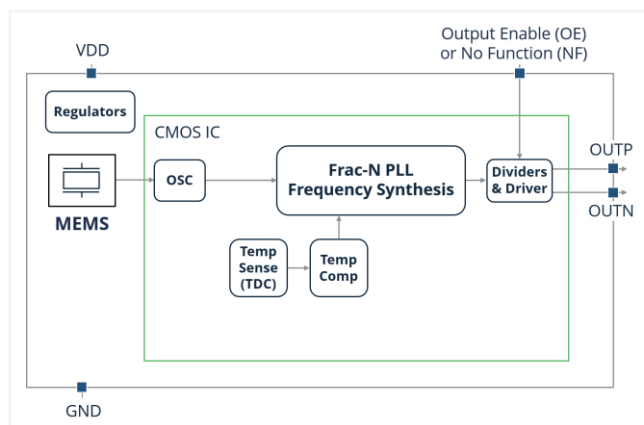 VDD
Output Enable (OE)
or No Function (NF)
Regulators
CMOS IC
MEMS
OSC
Frac-N PLL
Frequency Synthesis
Dividers
& Driver
OUTP
OUTN
Temp
Sense
(TDC)
Temp
Comp
GND